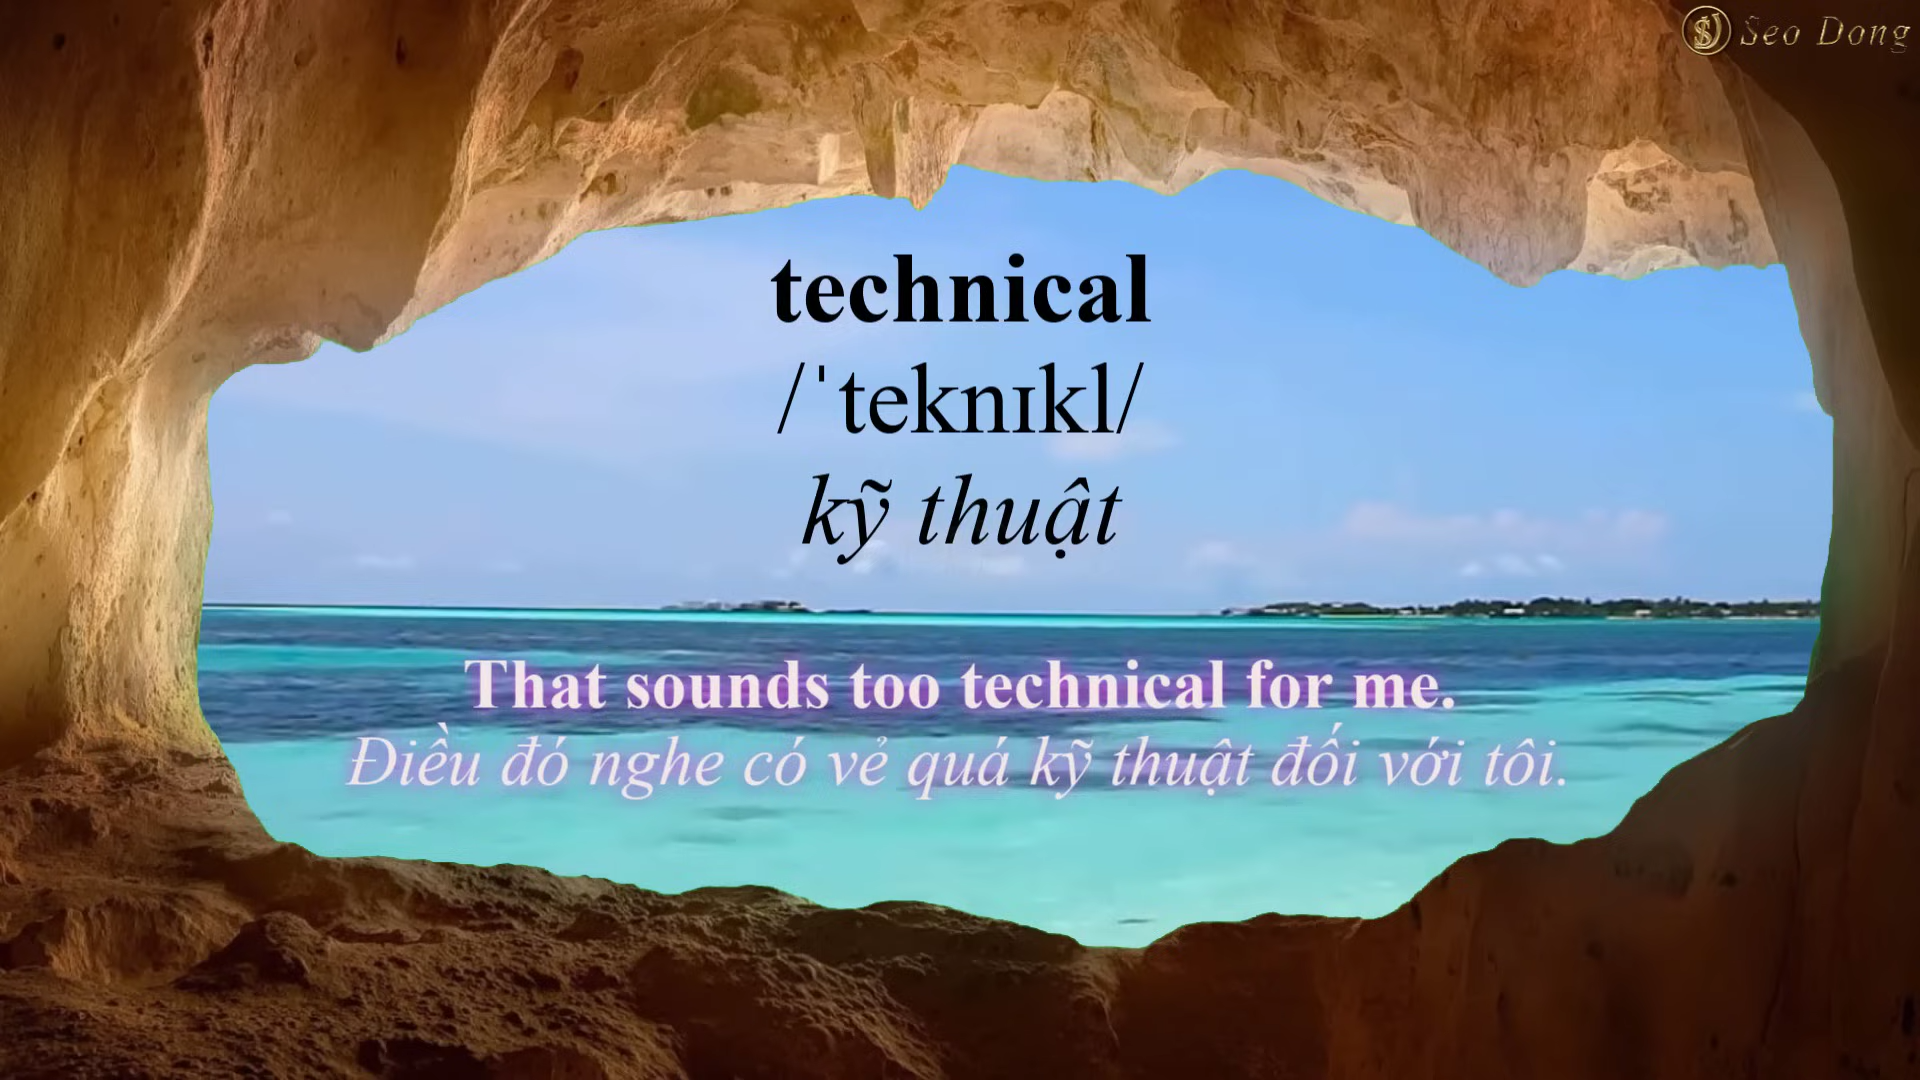 Seo Dong
technical
/ˈteknɪkl/
kỹ thuật
That sounds too technical for me.
Điều đó nghe có vẻ quá kỹ thuật đối với tôi.